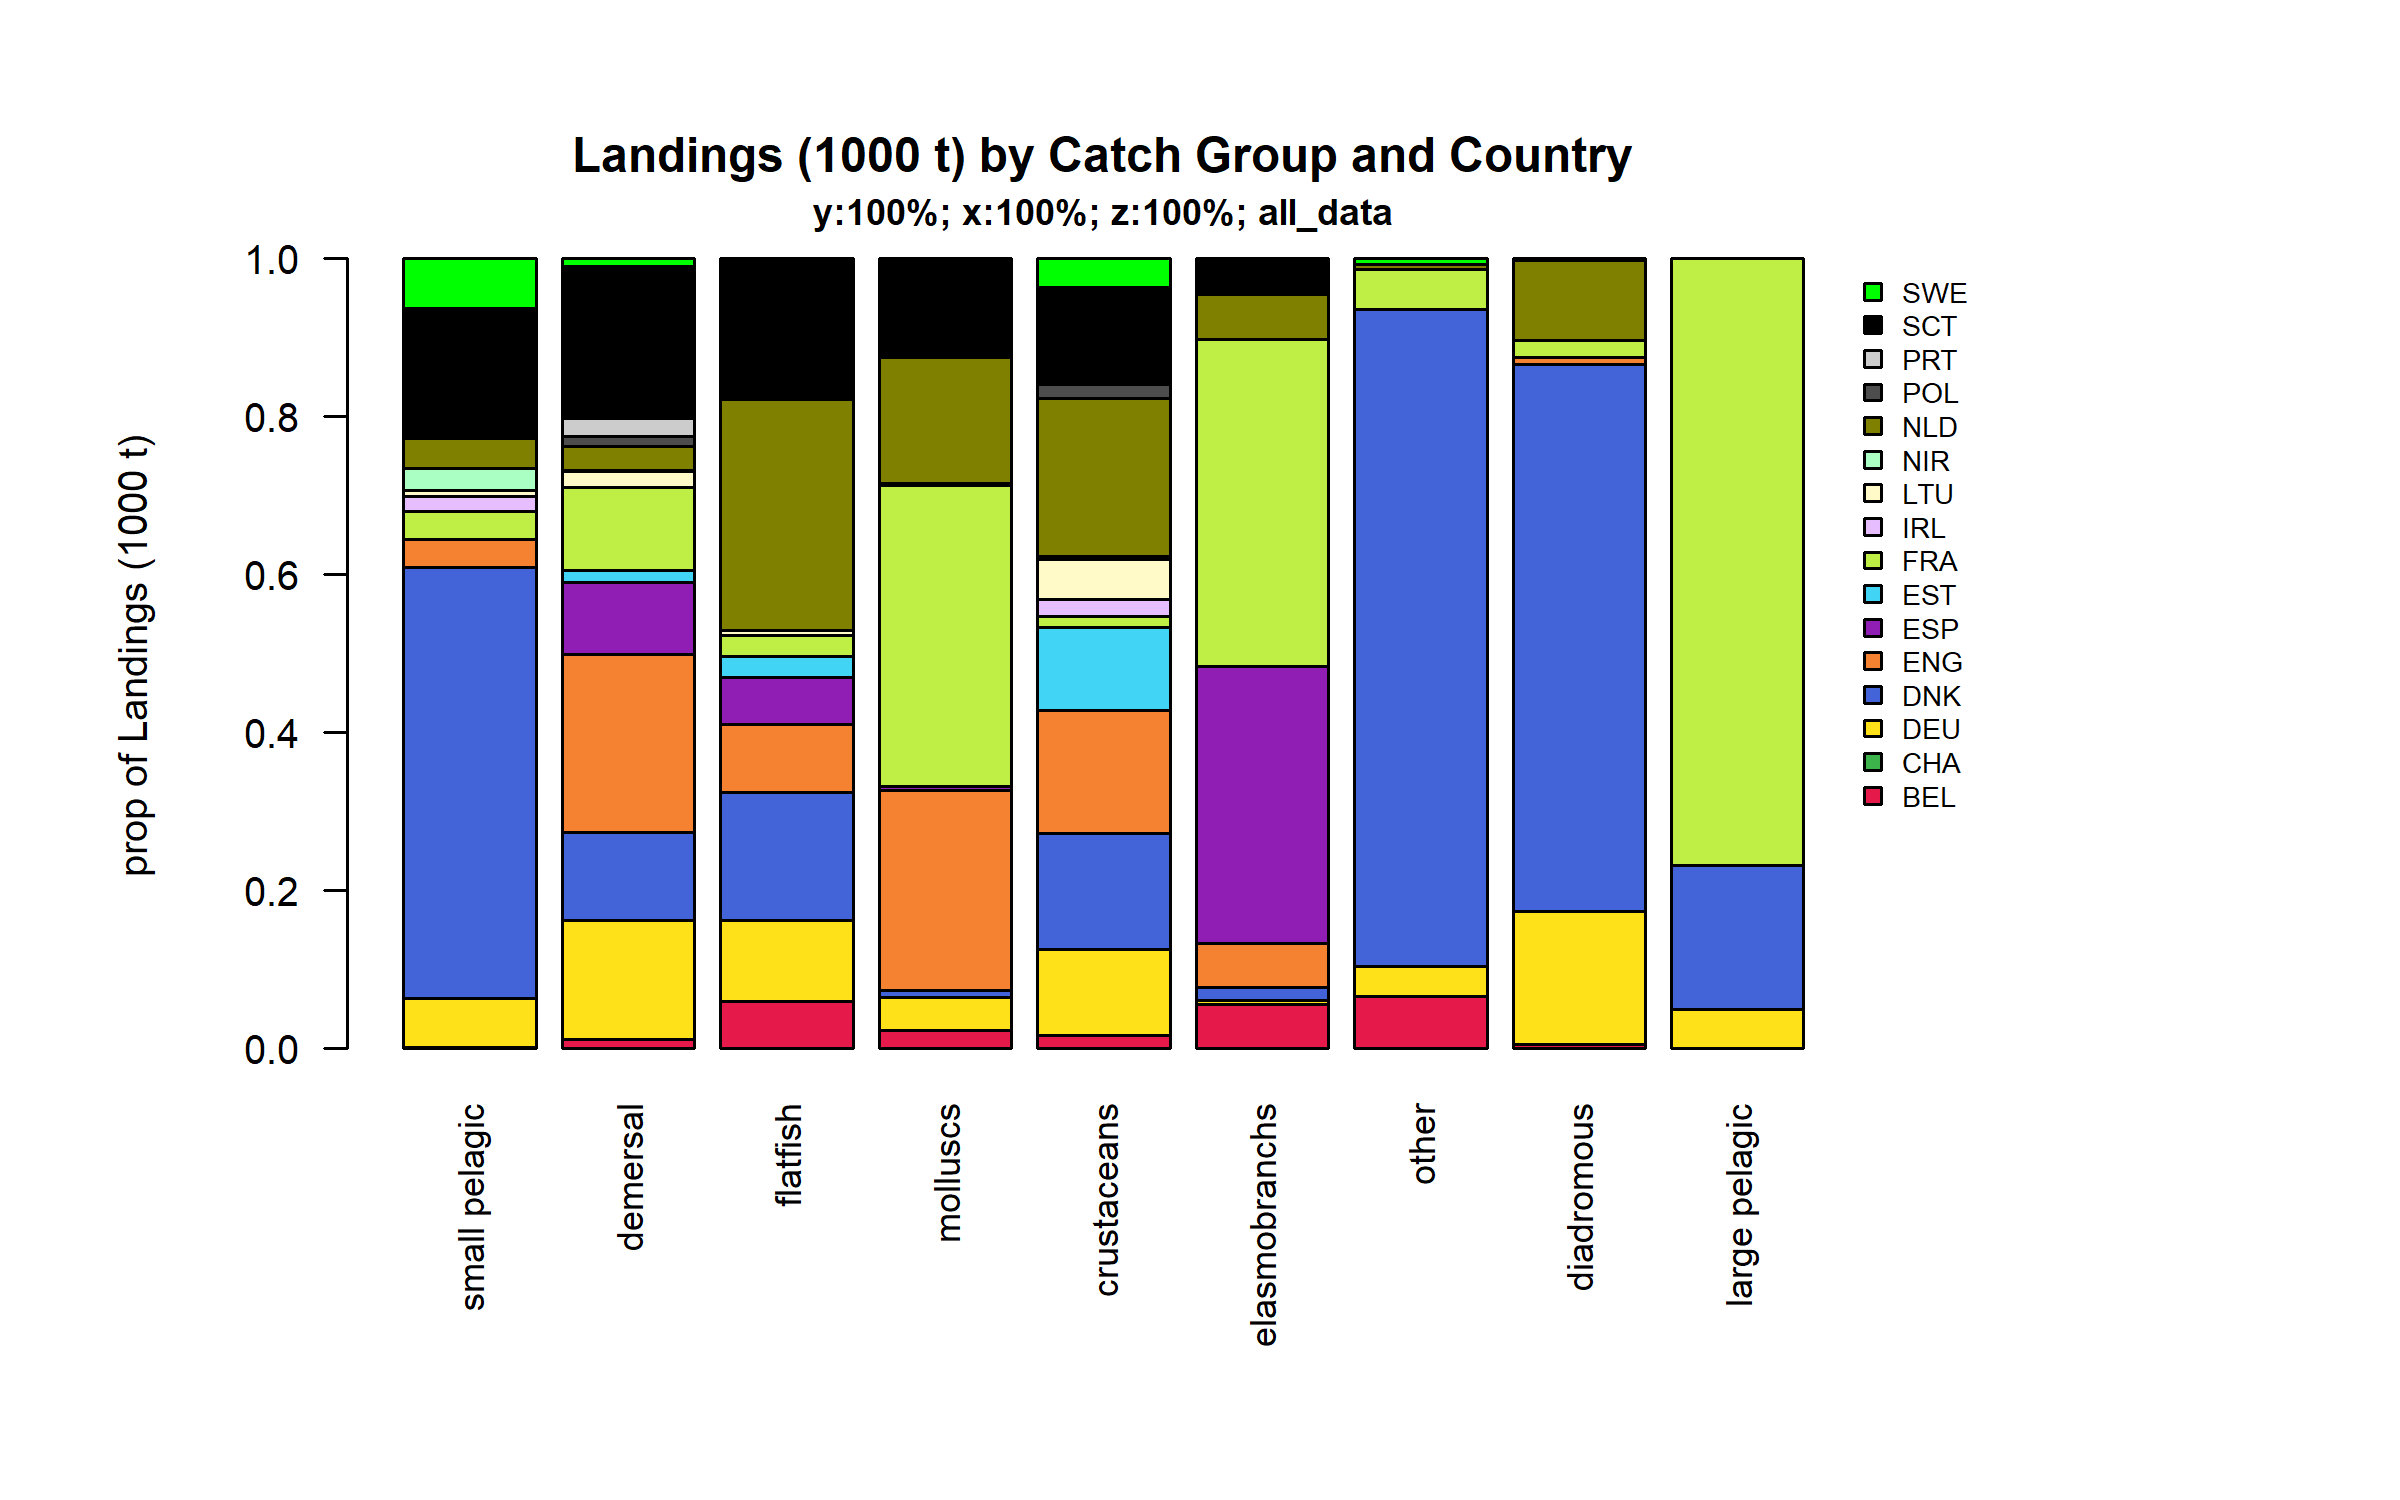 Landings (1000 t) by Catch Group and Country
y:100%; x:100%; z:100%; all_data
prop of Landings (1000 t)
1.0
0.8
0.6
0.4
0.2
0.0
small pelagic
demersal
flatfish
molluscs
crustaceans
elasmobranchs
other
diadromous
large pelagic
SWE
SCT
PRT
POL
NLD
NIR
LTU
IRL
FRA
EST
ESP
ENG
DNK
DEU
CHA
BEL